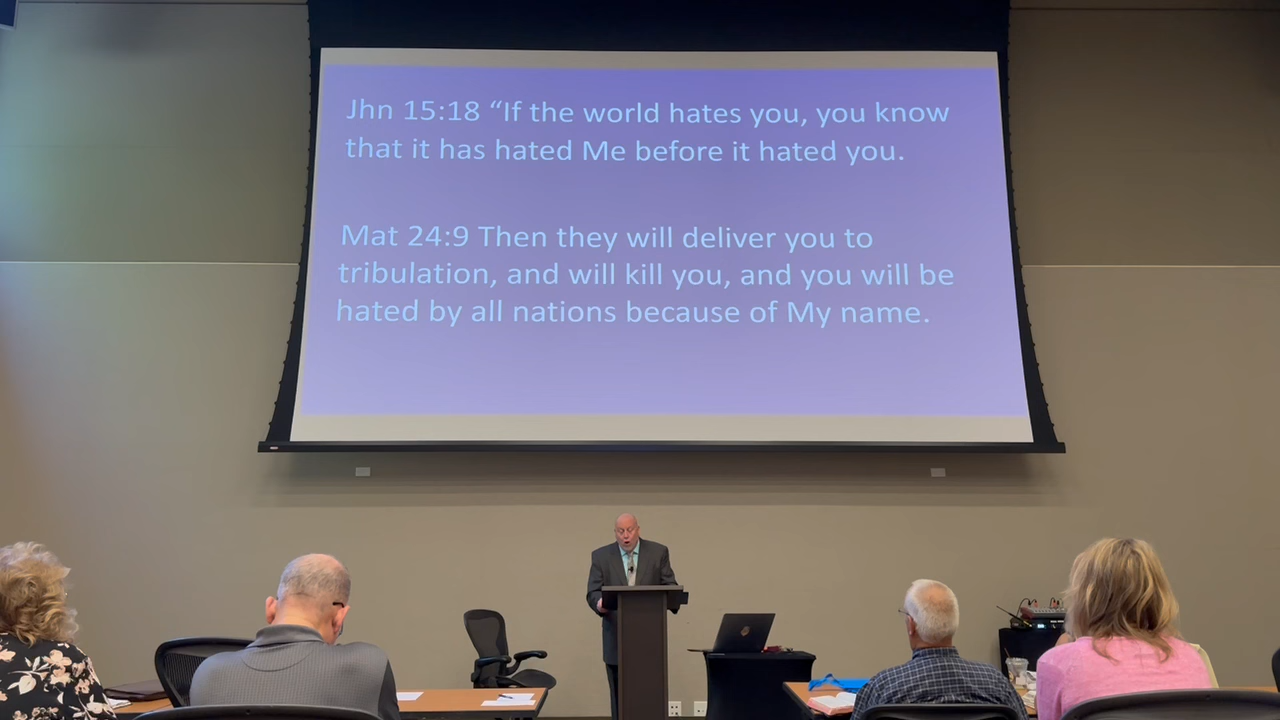 Jhn 15:18 “If the world hates you, you know
that it has hated Me before it hated you.
Mat 24:9 Then they will deliver you to
tribulation, and will kill you, and you will be
hated by all nations because of My name.